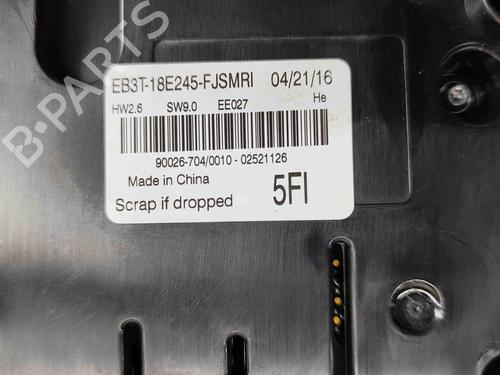 B-PARTS
EB3T-18E245-FJSMRI 04/21/16
HW2.6 SW9.0 EE027 He
90026-704/0010 - 02521126
Made in China
Scrap if dropped 5FI